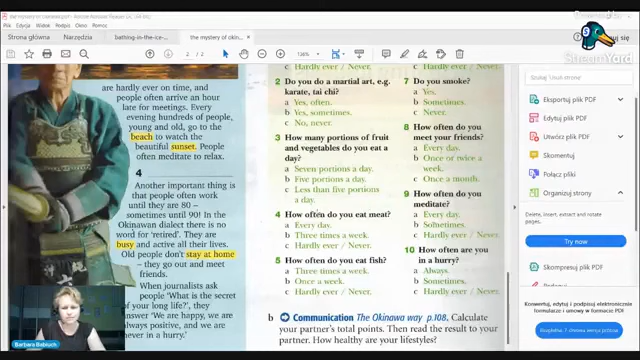 the mystery of okinawa.pdf - Adobe Acrobat Reader DC (64-bit)
Plik Edycja Widok Podpis Okno Pomoc
Strona główna Narzędzia bathing-in-the-ice-... the mystery of okin... ×
2 / 2 136%
StreamYard
are hardly ever on time, and
people often arrive an hour
late for meetings. Every
evening hundreds of people,
young and old, go to the
beach to watch the
beautiful sunset. People
often meditate to relax.
4
Another important thing is
that people often work
until they are 80 –
sometimes until 90! In the
Okinawan dialect there is no
word for 'retired'. They are
busy and active all their lives.
Old people don't stay at home
– they go out and meet
friends.
When journalists ask
people 'What is the secret
of your long life?', they
answer 'We are happy, we are
always positive, and we are
never in a hurry.'
Barbara Babiuch
c Hardly ever / Never.
2 Do you do a martial art, e.g.
karate, tai chi?
a Yes, often.
b Yes, sometimes.
c No, never.
3 How many portions of fruit
and vegetables do you eat a
day?
a Seven portions a day.
b Five portions a day.
c Less than five portions
a day.
4 How often do you eat meat?
a Every day.
b Three times a week.
c Hardly ever / Never.
5 How often do you eat fish?
a Three times a week.
b Once a week.
c Hardly ever / Never.
c Hardly ever / Never.
7 Do you smoke?
a Yes.
b Sometimes.
c Never.
8 How often do you
meet your friends?
a Every day.
b Once or twice a
week.
c Once a month.
9 How often do you
meditate?
a Every day.
b Sometimes.
c Hardly ever / Never.
10 How often are you
in a hurry?
a Always.
b Sometimes.
c Hardly ever / Never.
b Communication The Okinawa way p.108. Calculate
your partner's total points. Then read the result to your
partner. How healthy are your lifestyles?
Eksportuj plik PDF
Edytuj plik PDF
Utwórz plik PDF
Skomentuj
Połącz pliki
Organizuj strony
Delete, insert, extract and rotate
pages.
Try now
Skompresuj plik PDF
Konwertuj, edytuj i podpisuj elektronicznie
formularze i umowy w formacie PDF